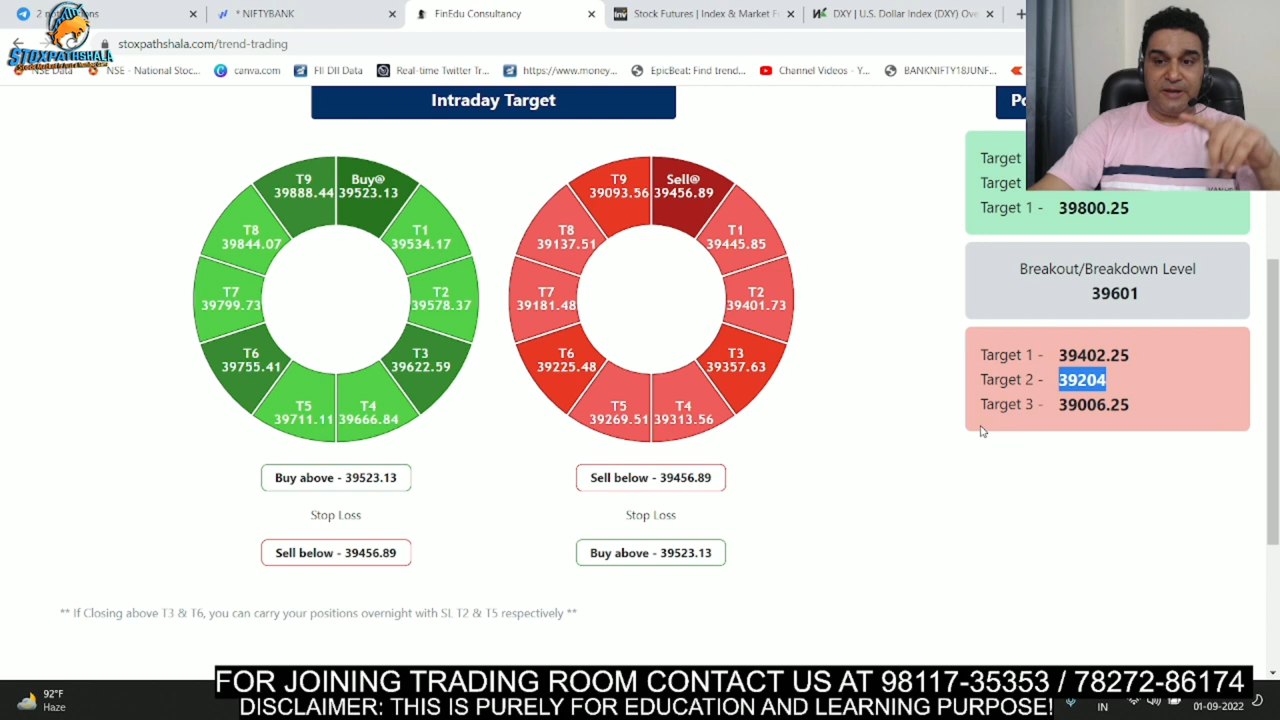 * NIFTYBANK
FinEdu Consultancy
Stock Futures | Index & Market F
DXY | U.S. Dollar Index (DXY) Ove
STOXPATHSHALA
stoxpathshala.com/trend-trading
NSE Data
NSE - National Stoc...
canva.com
FII DII Data
Real-time Twitter Tr...
https://www.money...
EpicBeat: Find trend...
Channel Videos - Y...
BANKNIFTY18JUNF...
Intraday Target
T9
39888.44
Buy@
39523.13
T8
39844.07
T1
39534.17
T7
39799.73
T2
39578.37
T6
39755.41
T3
39622.59
T5
39711.11
T4
39666.84
Buy above - 39523.13
Stop Loss
Sell below - 39456.89
T9
39093.56
Sell@
39456.89
T8
39137.51
T1
39445.85
T7
39181.48
T2
39401.73
T6
39225.48
T3
39357.63
T5
39269.51
T4
39313.56
Sell below - 39456.89
Stop Loss
Buy above - 39523.13
Target
Target
Target 1 - 39800.25
Breakout/Breakdown Level
39601
Target 1 - 39402.25
Target 2 - 39204
Target 3 - 39006.25
** If Closing above T3 & T6, you can carry your positions overnight with SL T2 & T5 respectively **
FOR JOINING TRADING ROOM CONTACT US AT 98117-35353 / 78272-86174
DISCLAIMER: THIS IS PURELY FOR EDUCATION AND LEARNING PURPOSE!
92°F
Haze
IN
01-09-2022